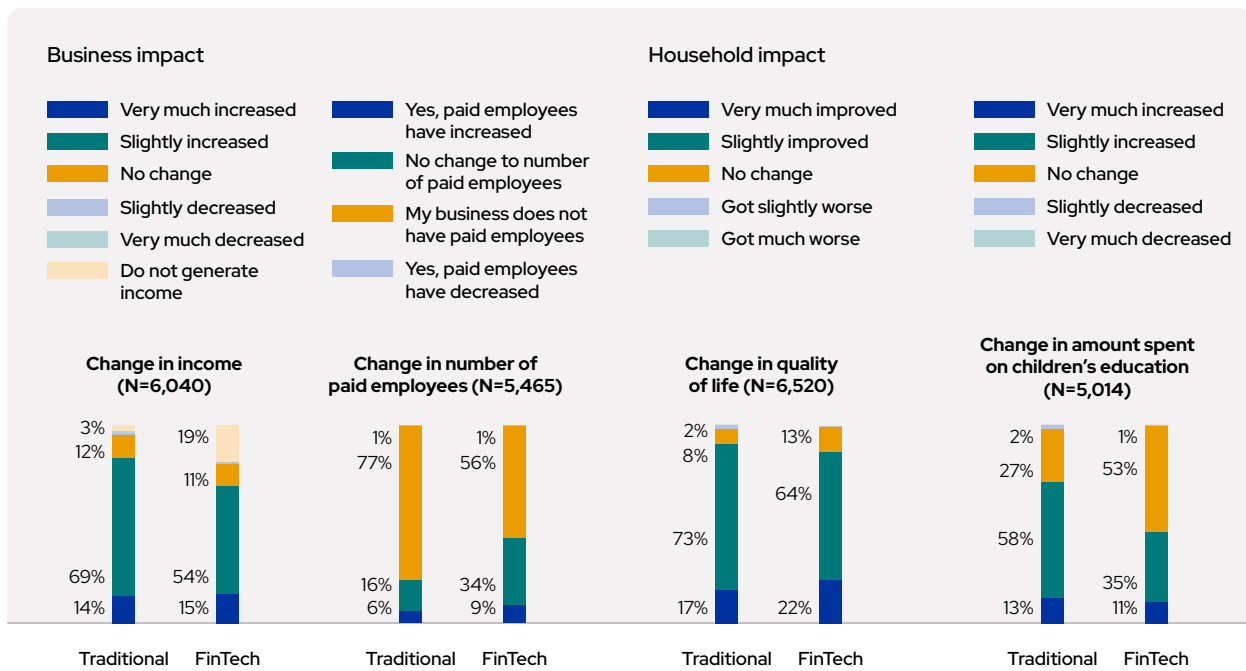 Business impact
Very much increased
Slightly increased
No change
Slightly decreased
Very much decreased
Do not generate
income
Yes, paid employees
have increased
No change to number
of paid employees
My business does not
have paid employees
Yes, paid employees
have decreased
Household impact
Very much improved
Slightly improved
No change
Got slightly worse
Got much worse
Very much increased
Slightly increased
No change
Slightly decreased
Very much decreased
Change in income
(N=6,040)
3%
12%
69%
14%
19%
11%
54%
15%
Traditional
FinTech
Change in number of
paid employees (N=5,465)
1%
77%
16%
6%
1%
56%
34%
9%
Traditional
FinTech
Change in quality
of life (N=6,520)
2%
8%
73%
17%
13%
64%
22%
Traditional
FinTech
Change in amount spent
on children’s education
(N=5,014)
2%
27%
58%
13%
1%
53%
35%
11%
Traditional
FinTech